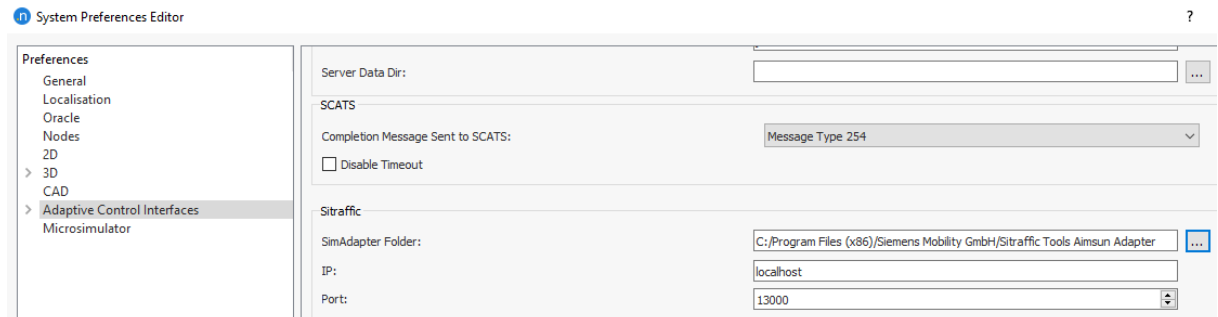 .n System Preferences Editor ?
Preferences
General
Localisation
Oracle
Nodes
2D
3D
CAD
Adaptive Control Interfaces
Microsimulator
Server Data Dir: ...
SCATS
Completion Message Sent to SCATS: Message Type 254
Disable Timeout
Sitraffic
SimAdapter Folder: C:/Program Files (x86)/Siemens Mobility GmbH/Sitraffic Tools Aimsun Adapter ...
IP: localhost
Port: 13000